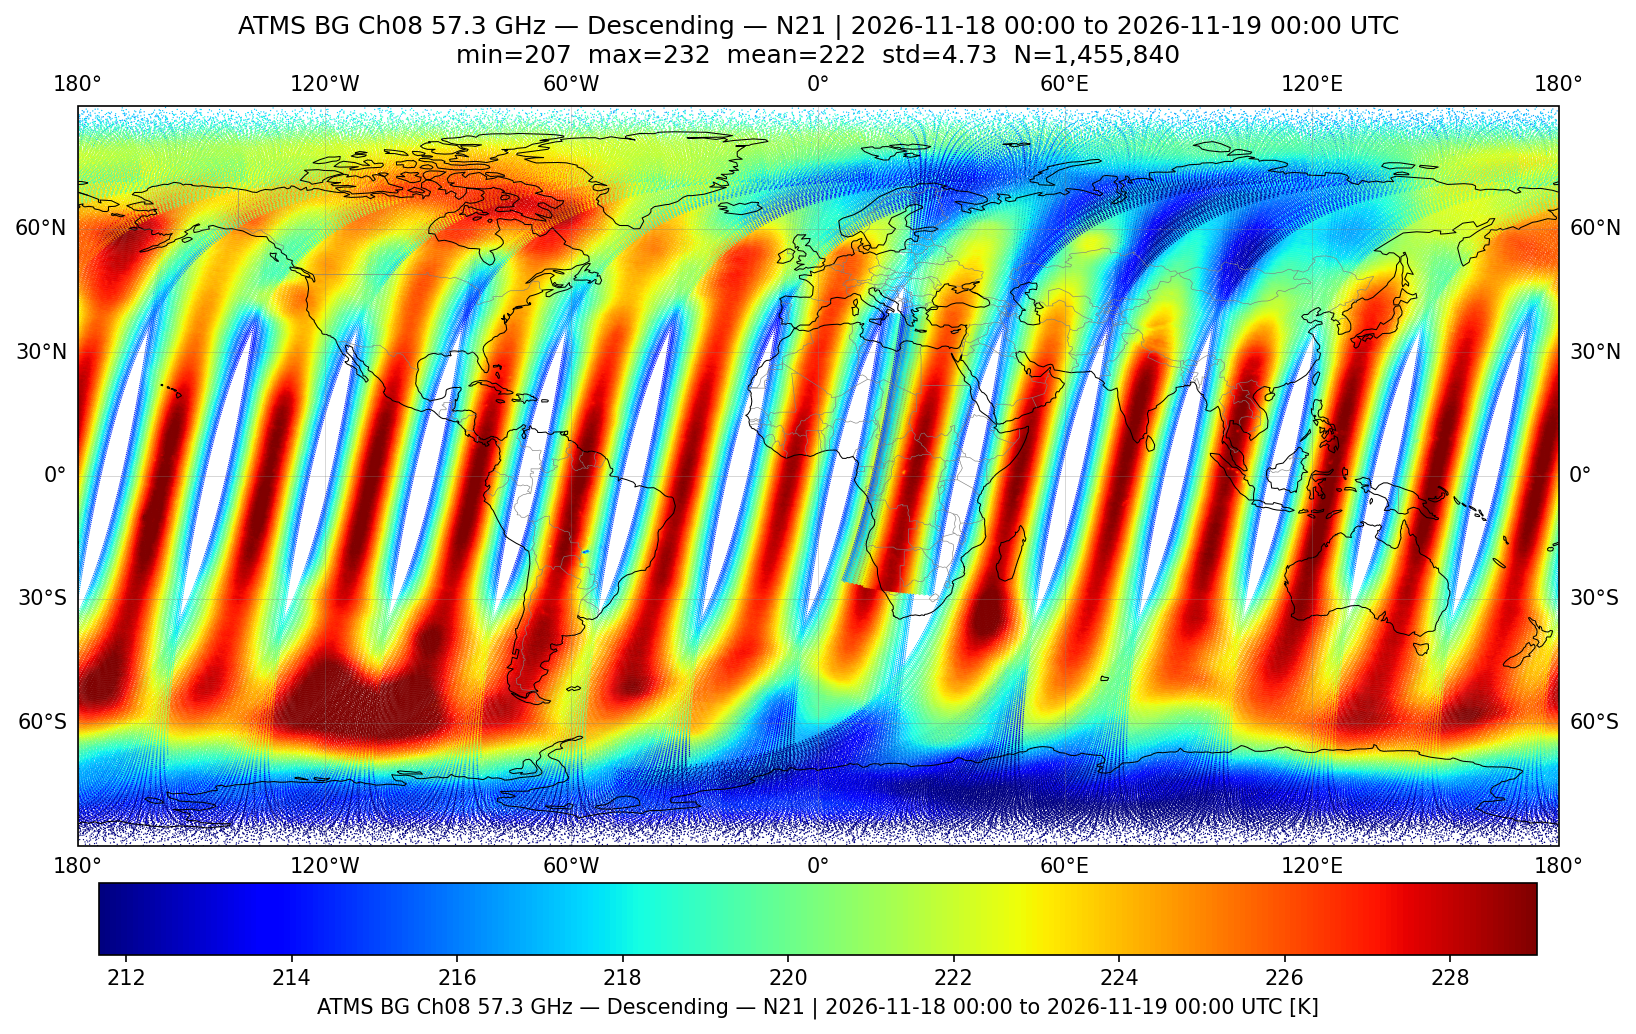 ATMS BG Ch08 57.3 GHz — Descending — N21 | 2026-11-18 00:00 to 2026-11-19 00:00 UTC
min=207 max=232 mean=222 std=4.73 N=1,455,840
180° 120°W 60°W 0° 60°E 120°E 180°
60°N 60°N
30°N 30°N
0° 0°
30°S 30°S
60°S 60°S
180° 120°W 60°W 0° 60°E 120°E 180°
212 214 216 218 220 222 224 226 228
ATMS BG Ch08 57.3 GHz — Descending — N21 | 2026-11-18 00:00 to 2026-11-19 00:00 UTC [K]